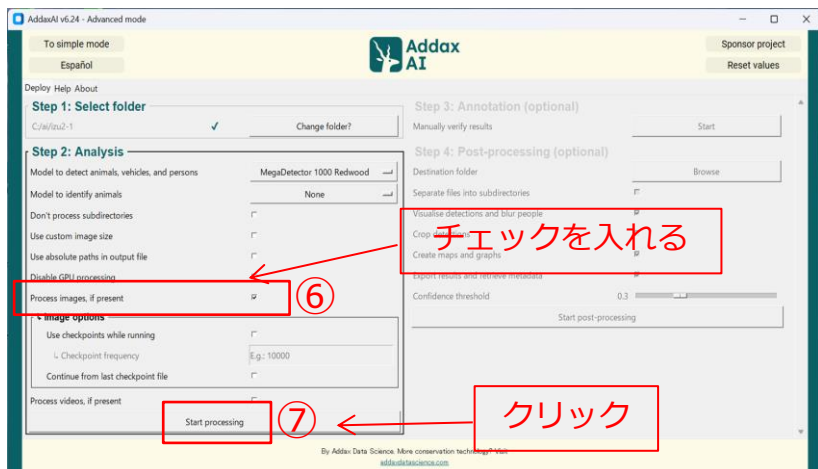 AddaxAI v6.24 - Advanced mode
To simple mode
Español
Addax
AI
Sponsor project
Reset values
Deploy Help About
Step 1: Select folder
C:/ai/izu2-1 ✓ Change folder?
Step 2: Analysis
Model to detect animals, vehicles, and persons MegaDetector 1000 Redwood
Model to identify animals None
Don't process subdirectories
Use custom image size
Use absolute paths in output file
Disable GPU processing
Process images, if present
⑥
↳ Image options
Use checkpoints while running
↳ Checkpoint frequency E.g.: 10000
Continue from last checkpoint file
Process videos, if present
Start processing
⑦
Step 3: Annotation (optional)
Manually verify results Start
Step 4: Post-processing (optional)
Destination folder Browse
Separate files into subdirectories
Visualise detections and blur people
Crop detections
チェックを入れる
Create maps and graphs
Export results and retrieve metadata
Confidence threshold 0.3
Start post-processing
クリック
By Addax Data Science. More conservation technology? Visit
addaxdatascience.com